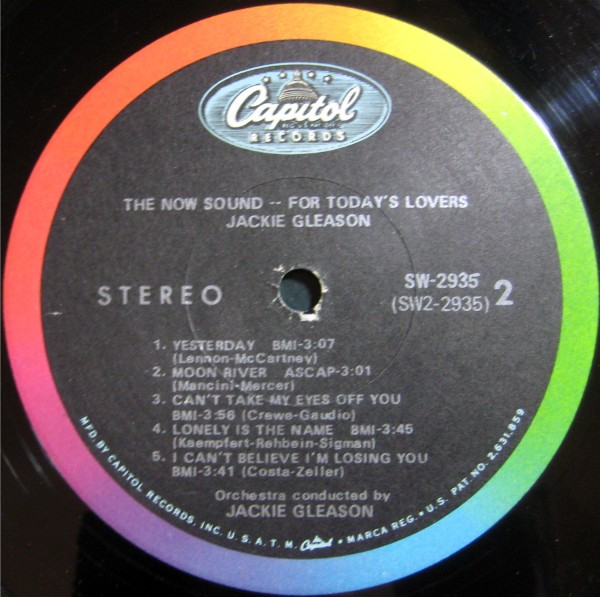 Capitol
REG. U.S. PAT. OFF.
RECORDS
THE NOW SOUND -- FOR TODAY'S LOVERS
JACKIE GLEASON
STEREO
SW-2935
(SW2-2935) 2
1. YESTERDAY BMI-3:07
(Lennon-McCartney)
2. MOON RIVER ASCAP-3:01
(Mancini-Mercer)
3. CAN'T TAKE MY EYES OFF YOU
BMI-3:56 (Crewe-Gaudio)
4. LONELY IS THE NAME BMI-3:45
(Kaempfert-Rehbein-Sigman)
5. I CAN'T BELIEVE I'M LOSING YOU
BMI-3:41 (Costa-Zeller)
Orchestra conducted by
JACKIE GLEASON
MFD. BY CAPITOL RECORDS, INC. U.S.A. T.M. Capitol • MARCA REG. • U.S. PAT. NO. 2,631,859